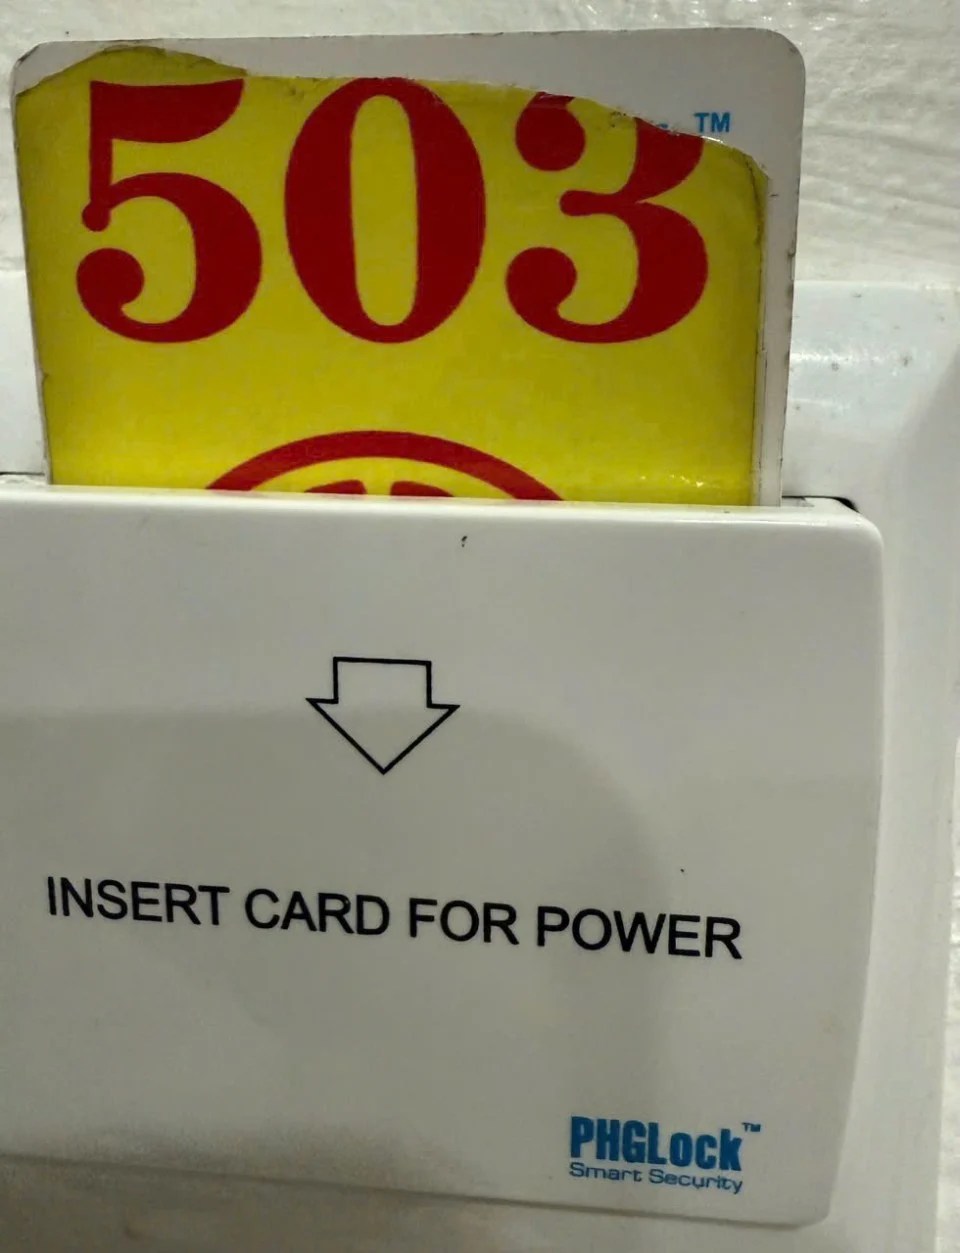 503
TM
INSERT CARD FOR POWER
PHGLock™
Smart Security